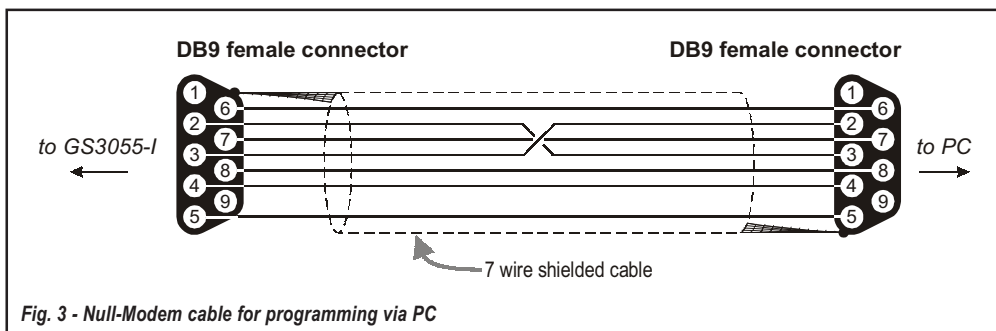 DB9 female connector DB9 female connector
1 1
6 6
2 2
7 7
to GS3055-I 3 3 to PC
8 8
4 4
9 9
5 5
7 wire shielded cable
Fig. 3 - Null-Modem cable for programming via PC